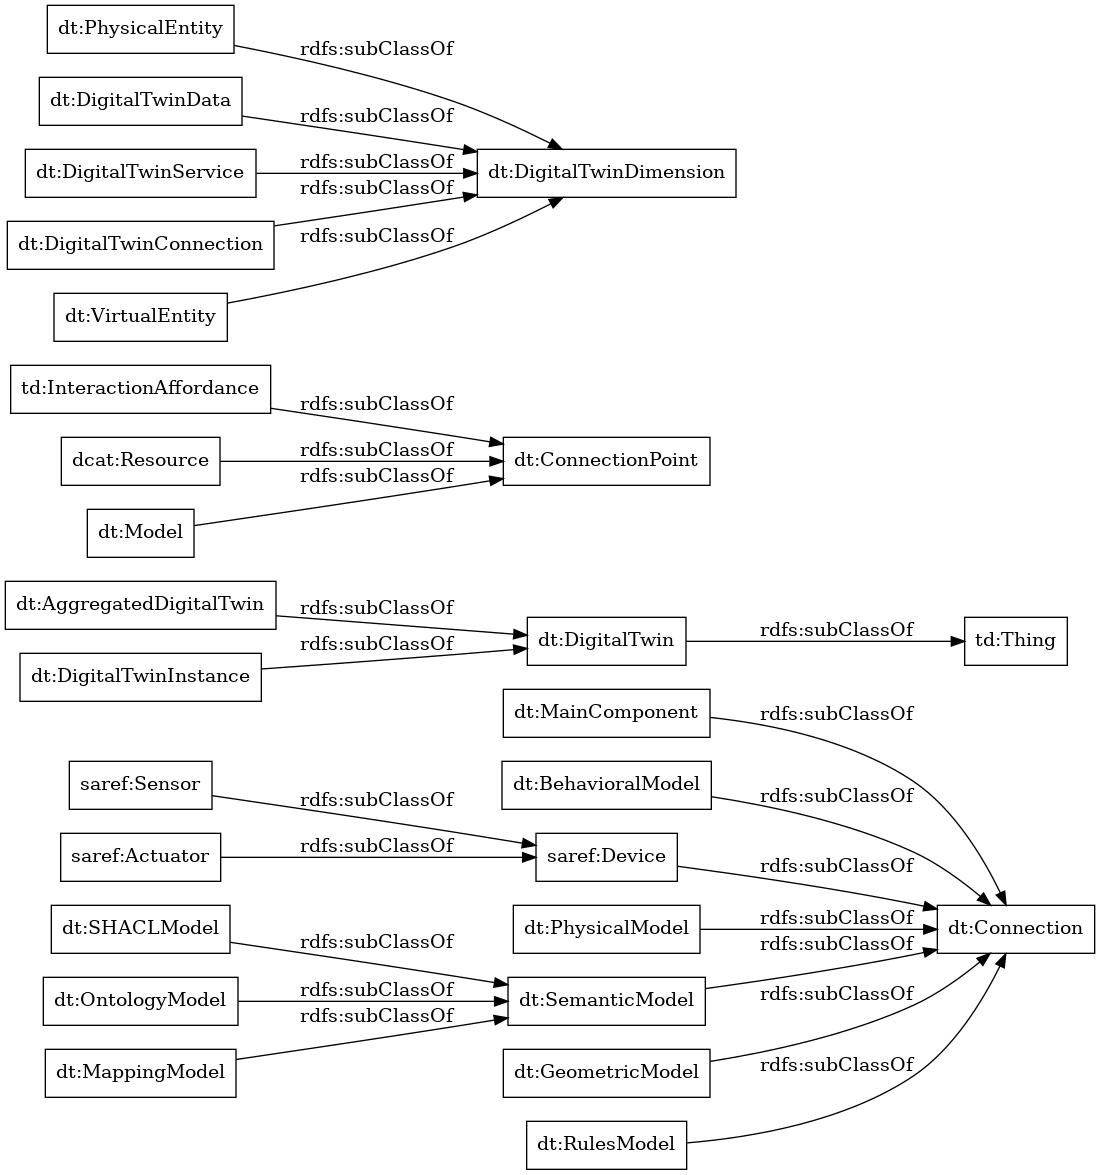 dt:PhysicalEntity
rdfs:subClassOf
dt:DigitalTwinData
rdfs:subClassOf
dt:DigitalTwinService
rdfs:subClassOf
dt:DigitalTwinDimension
dt:DigitalTwinConnection
rdfs:subClassOf
dt:VirtualEntity
rdfs:subClassOf
td:InteractionAffordance
rdfs:subClassOf
dcat:Resource
rdfs:subClassOf
dt:ConnectionPoint
dt:Model
rdfs:subClassOf
dt:AggregatedDigitalTwin
rdfs:subClassOf
dt:DigitalTwinInstance
rdfs:subClassOf
dt:DigitalTwin
rdfs:subClassOf
td:Thing
dt:MainComponent
rdfs:subClassOf
dt:BehavioralModel
rdfs:subClassOf
saref:Sensor
rdfs:subClassOf
saref:Actuator
rdfs:subClassOf
saref:Device
rdfs:subClassOf
dt:PhysicalModel
rdfs:subClassOf
dt:Connection
dt:SHACLModel
rdfs:subClassOf
dt:OntologyModel
rdfs:subClassOf
dt:MappingModel
rdfs:subClassOf
dt:SemanticModel
rdfs:subClassOf
dt:GeometricModel
rdfs:subClassOf
dt:RulesModel
rdfs:subClassOf